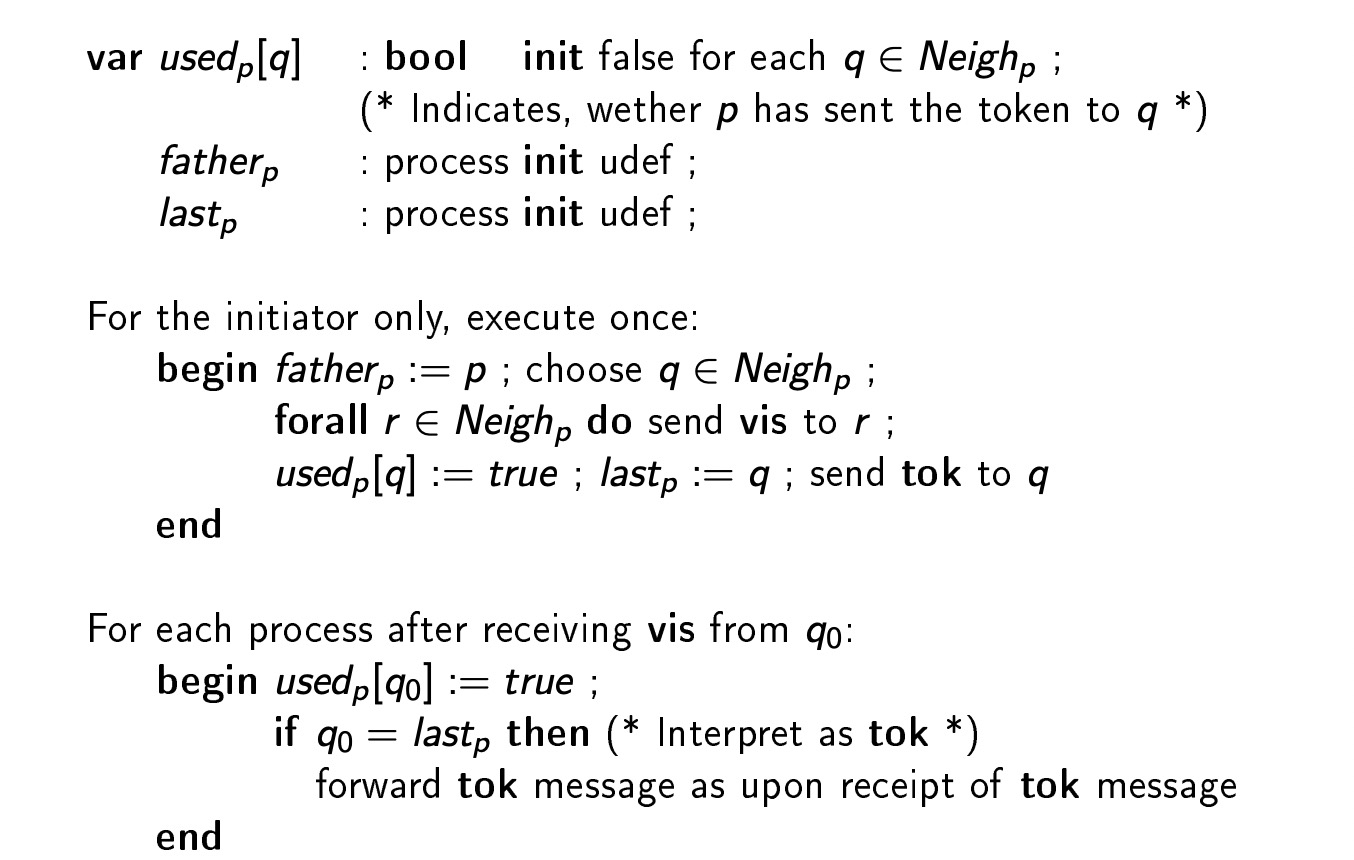 var used_p[q] : bool init false for each q ∈ Neigh_p ;
(* Indicates, wether p has sent the token to q *)
father_p : process init udef ;
last_p : process init udef ;
For the initiator only, execute once:
begin father_p := p ; choose q ∈ Neigh_p ;
forall r ∈ Neigh_p do send vis to r ;
used_p[q] := true ; last_p := q ; send tok to q
end
For each process after receiving vis from q_0:
begin used_p[q_0] := true ;
if q_0 = last_p then (* Interpret as tok *)
forward tok message as upon receipt of tok message
end